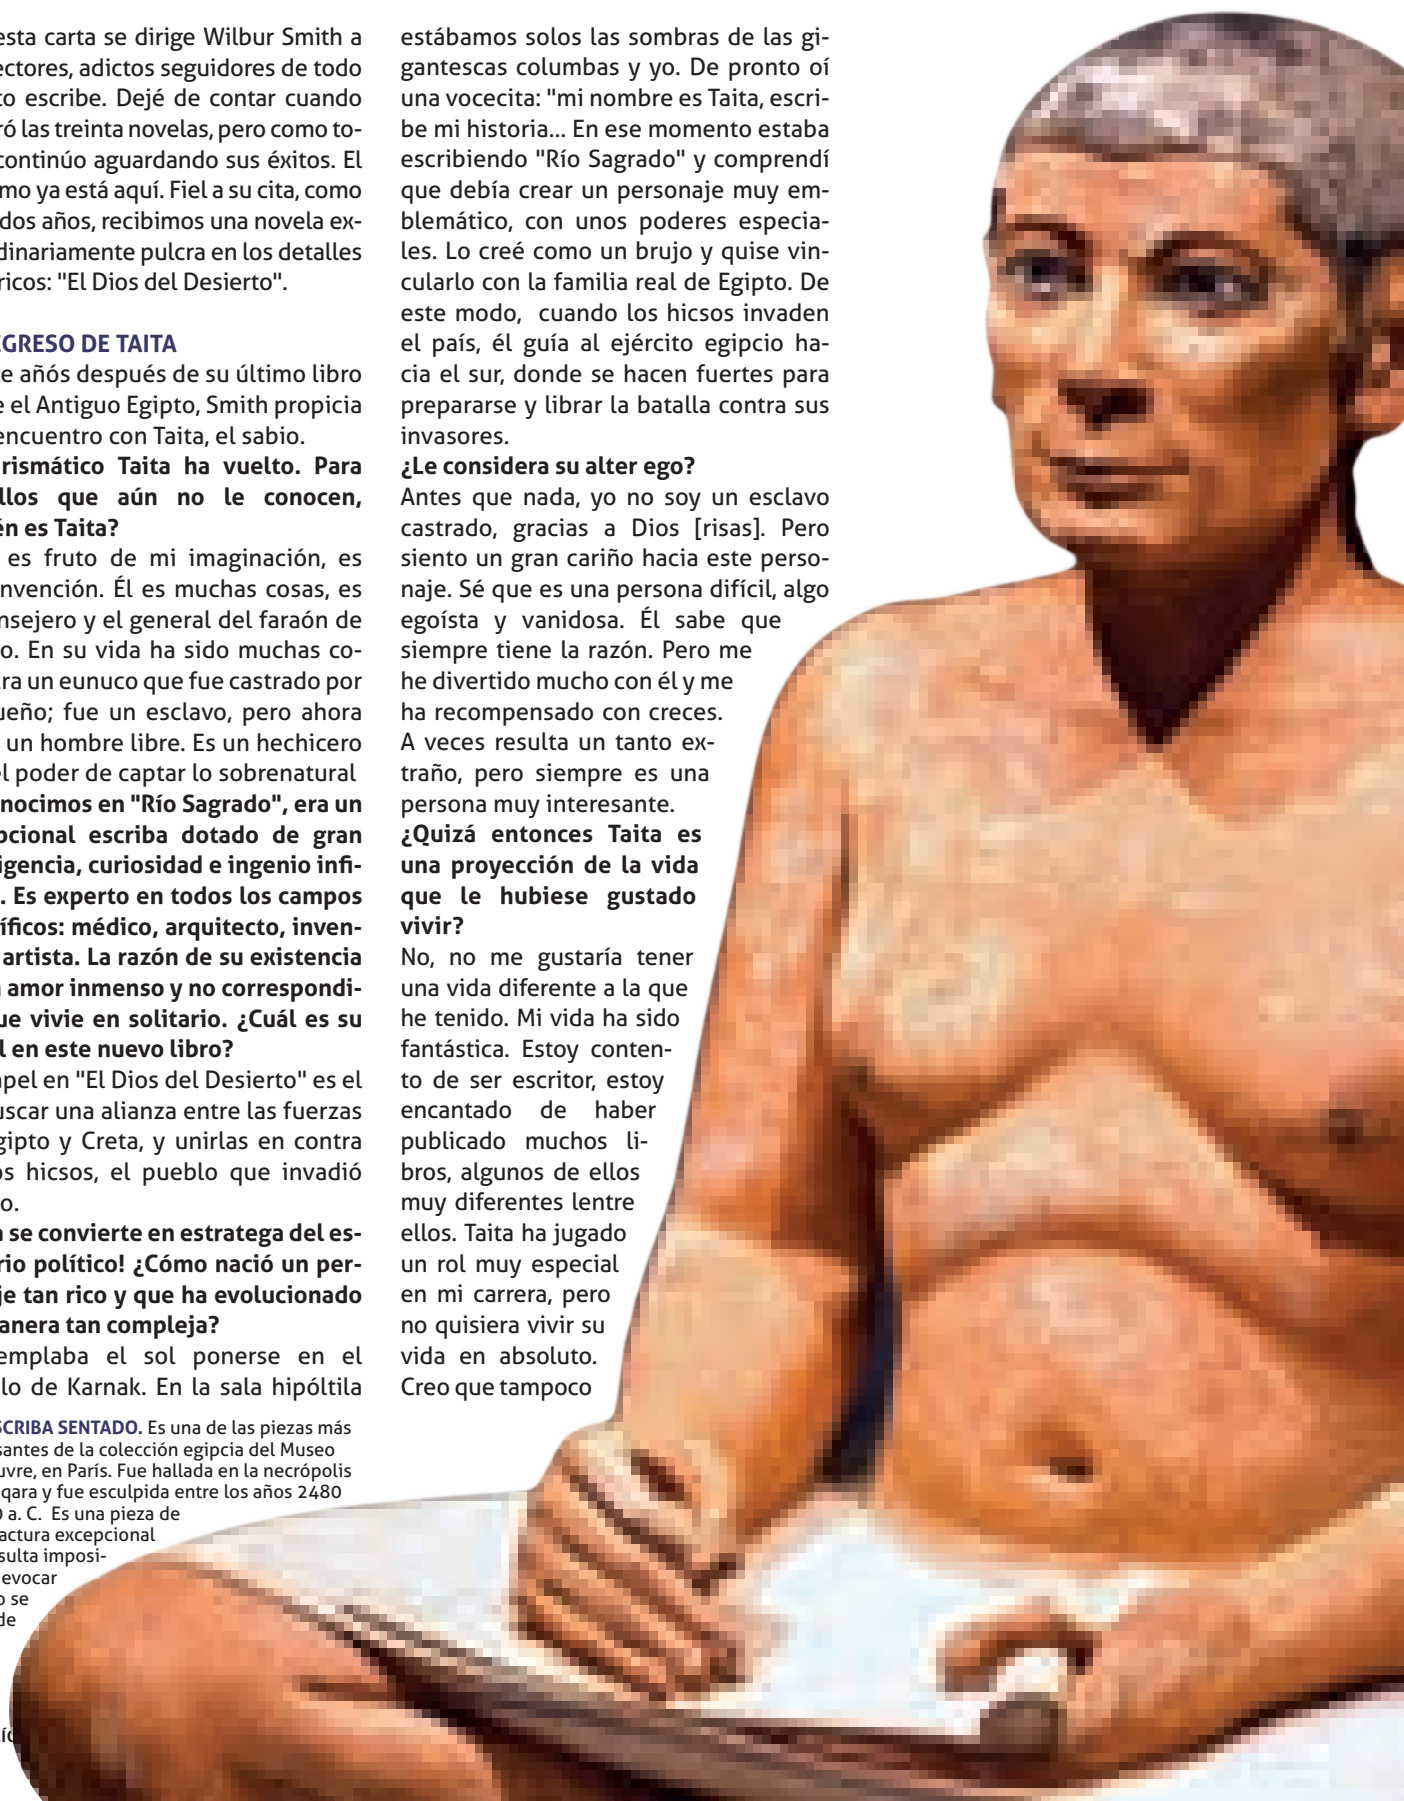 esta carta se dirige Wilbur Smith a
ectores, adictos seguidores de todo
to escribe. Dejé de contar cuando
ró las treinta novelas, pero como to-
continúo aguardando sus éxitos. El
mo ya está aquí. Fiel a su cita, como
dos años, recibimos una novela ex-
dinariamente pulcra en los detalles
ricos: "El Dios del Desierto".
EGRESO DE TAITA
te añós después de su último libro
e el Antiguo Egipto, Smith propicia
encuentro con Taita, el sabio.
rismático Taita ha vuelto. Para
llos que aún no le conocen,
én es Taita?
es fruto de mi imaginación, es
nvención. Él es muchas cosas, es
nsejero y el general del faraón de
o. En su vida ha sido muchas co-
Era un eunuco que fue castrado por
ueño; fue un esclavo, pero ahora
un hombre libre. Es un hechicero
el poder de captar lo sobrenatural
nocimos en "Río Sagrado", era un
pcional escriba dotado de gran
igencia, curiosidad e ingenio infi-
. Es experto en todos los campos
íficos: médico, arquitecto, inven-
artista. La razón de su existencia
n amor inmenso y no correspondi-
ue vivie en solitario. ¿Cuál es su
l en este nuevo libro?
apel en "El Dios del Desierto" es el
uscar una alianza entre las fuerzas
gipto y Creta, y unirlas en contra
os hicsos, el pueblo que invadió
o.
a se convierte en estratega del es-
rio político! ¿Cómo nació un per-
je tan rico y que ha evolucionado
anera tan compleja?
emplaba el sol ponerse en el
lo de Karnak. En la sala hipóltila
SCRIBA SENTADO. Es una de las piezas más
santes de la colección egipcia del Museo
uvre, en París. Fue hallada en la necrópolis
qara y fue esculpida entre los años 2480
0 a. C. Es una pieza de
actura excepcional
sulta imposi-
evocar
o se
de
estábamos solos las sombras de las gi-
gantescas columbas y yo. De pronto oí
una vocecita: "mi nombre es Taita, escri-
be mi historia... En ese momento estaba
escribiendo "Río Sagrado" y comprendí
que debía crear un personaje muy em-
blemático, con unos poderes especia-
les. Lo creé como un brujo y quise vin-
cularlo con la familia real de Egipto. De
este modo, cuando los hicsos invaden
el país, él guía al ejército egipcio ha-
cia el sur, donde se hacen fuertes para
prepararse y librar la batalla contra sus
invasores.
¿Le considera su alter ego?
Antes que nada, yo no soy un esclavo
castrado, gracias a Dios [risas]. Pero
siento un gran cariño hacia este perso-
naje. Sé que es una persona difícil, algo
egoísta y vanidosa. Él sabe que
siempre tiene la razón. Pero me
he divertido mucho con él y me
ha recompensado con creces.
A veces resulta un tanto ex-
traño, pero siempre es una
persona muy interesante.
¿Quizá entonces Taita es
una proyección de la vida
que le hubiese gustado
vivir?
No, no me gustaría tener
una vida diferente a la que
he tenido. Mi vida ha sido
fantástica. Estoy conten-
to de ser escritor, estoy
encantado de haber
publicado muchos li-
bros, algunos de ellos
muy diferentes lentre
ellos. Taita ha jugado
un rol muy especial
en mi carrera, pero
no quisiera vivir su
vida en absoluto.
Creo que tampoco